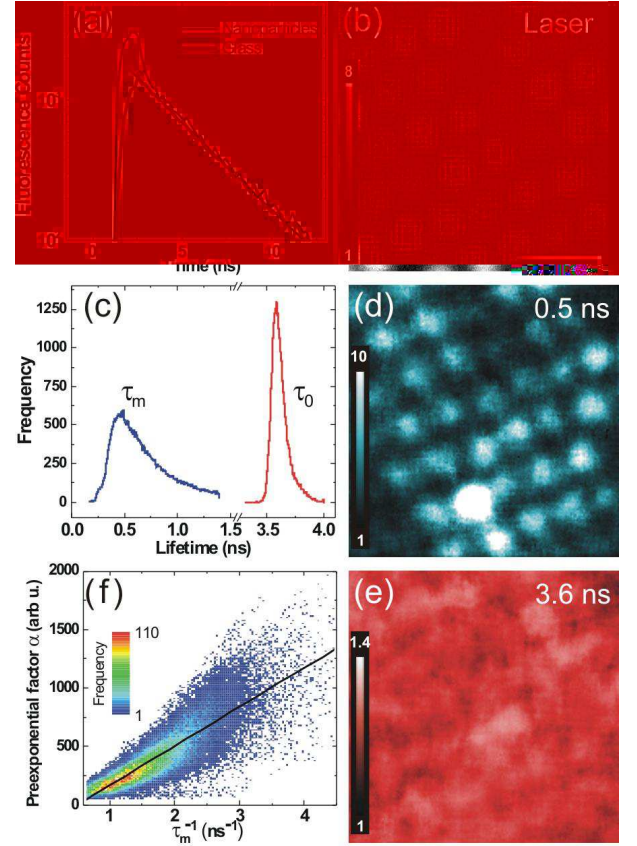 (a)
Nanoparticles
Glass
Fluorescence Counts
0
5
Time (ns)
(b)
Laser
8
1
(c)
1250
1000
750
500
250
0
Frequency
τm
τ0
0.0
0.5
1.0
1.5
3.5
4.0
Lifetime (ns)
(d)
0.5 ns
10
1
(f)
2000
1500
1000
500
0
Preexponential factor α (arb u.)
110
Frequency
1
1
2
3
4
τm⁻¹ (ns⁻¹)
(e)
3.6 ns
1.4
1